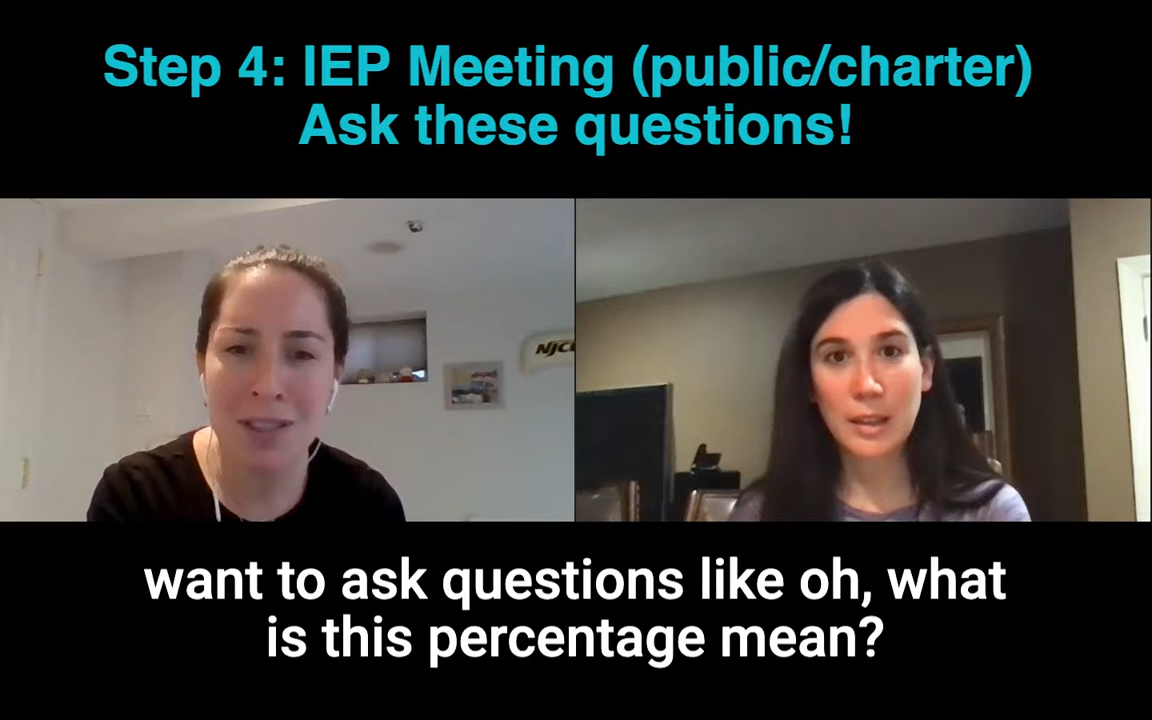 Step 4: IEP Meeting (public/charter)
Ask these questions!
NJC
want to ask questions like oh, what
is this percentage mean?